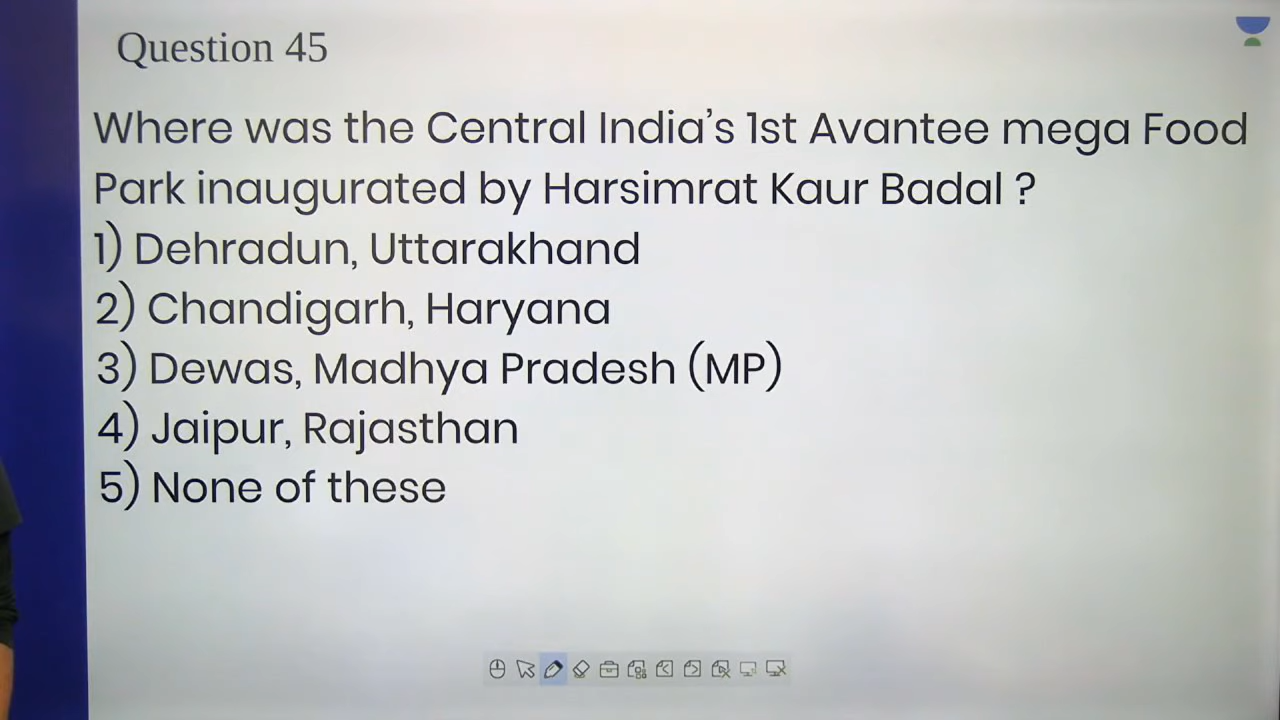 Question 45
Where was the Central India’s 1st Avantee mega Food
Park inaugurated by Harsimrat Kaur Badal ?
1) Dehradun, Uttarakhand
2) Chandigarh, Haryana
3) Dewas, Madhya Pradesh (MP)
4) Jaipur, Rajasthan
5) None of these